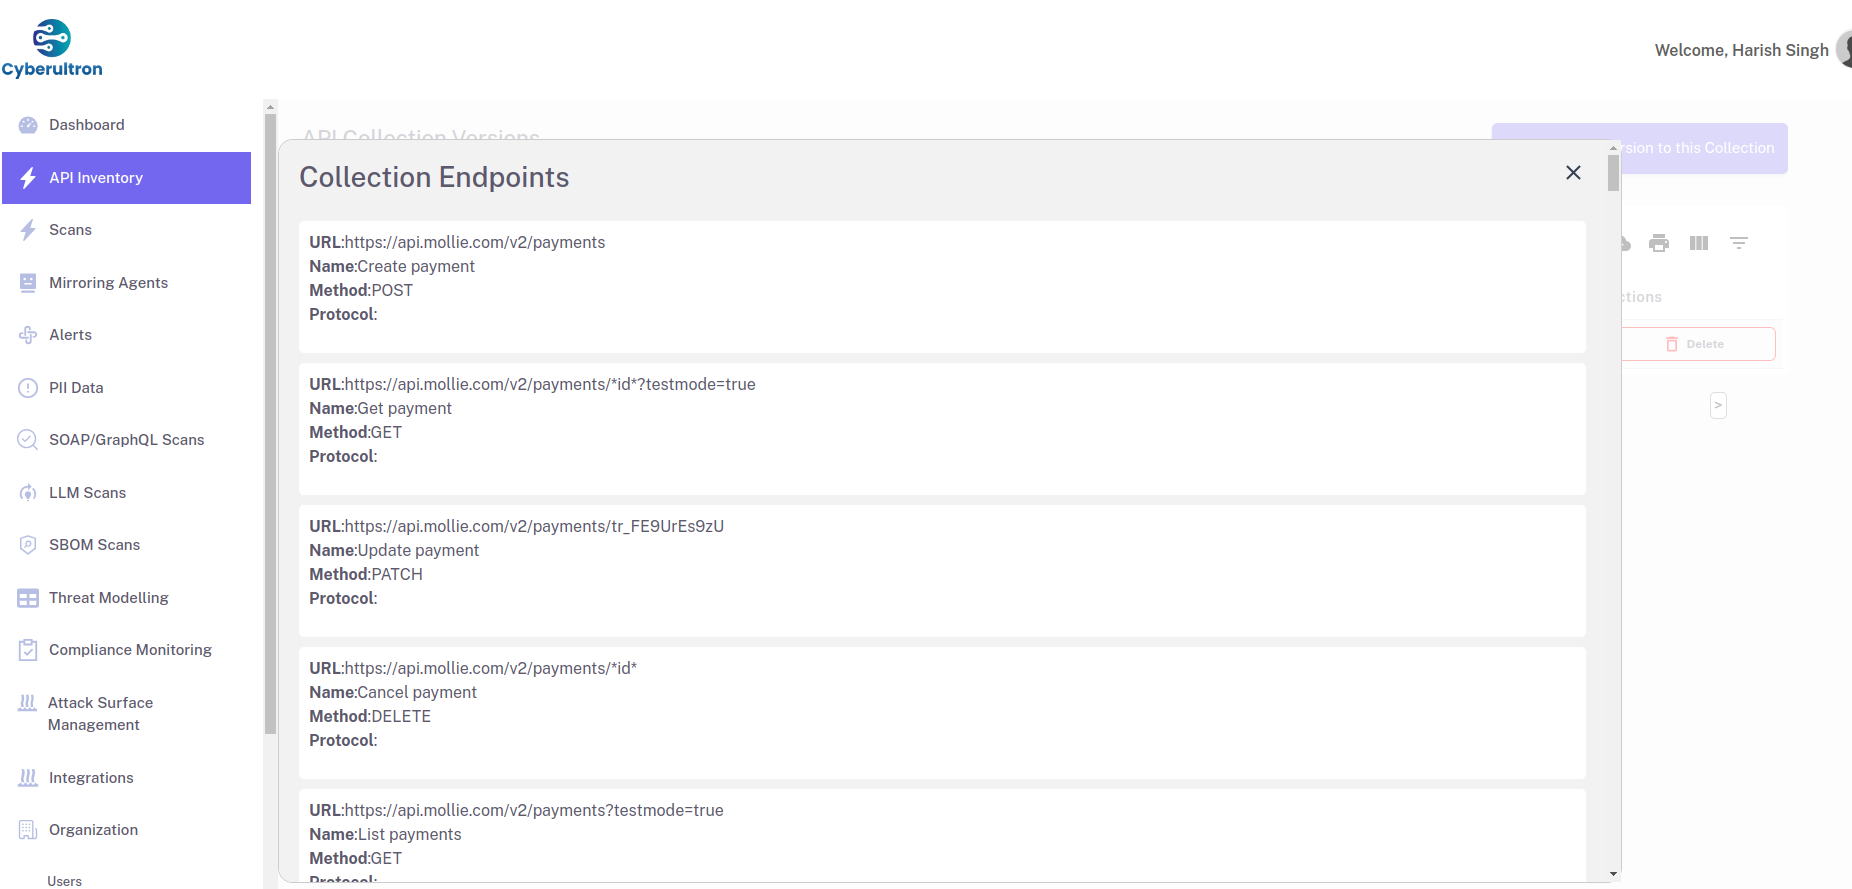 Cyberultron
Welcome, Harish Singh
Dashboard
API Inventory
Scans
Mirroring Agents
Alerts
PII Data
SOAP/GraphQL Scans
LLM Scans
SBOM Scans
Threat Modelling
Compliance Monitoring
Attack Surface
Management
Integrations
Organization
Users
API Collection Versions
rsion to this Collection
Collection Endpoints
URL:https://api.mollie.com/v2/payments
Name:Create payment
Method:POST
Protocol:
URL:https://api.mollie.com/v2/payments/*id*?testmode=true
Name:Get payment
Method:GET
Protocol:
URL:https://api.mollie.com/v2/payments/tr_FE9UrEs9zU
Name:Update payment
Method:PATCH
Protocol:
URL:https://api.mollie.com/v2/payments/*id*
Name:Cancel payment
Method:DELETE
Protocol:
URL:https://api.mollie.com/v2/payments?testmode=true
Name:List payments
Method:GET
Protocol:
ctions
Delete
>